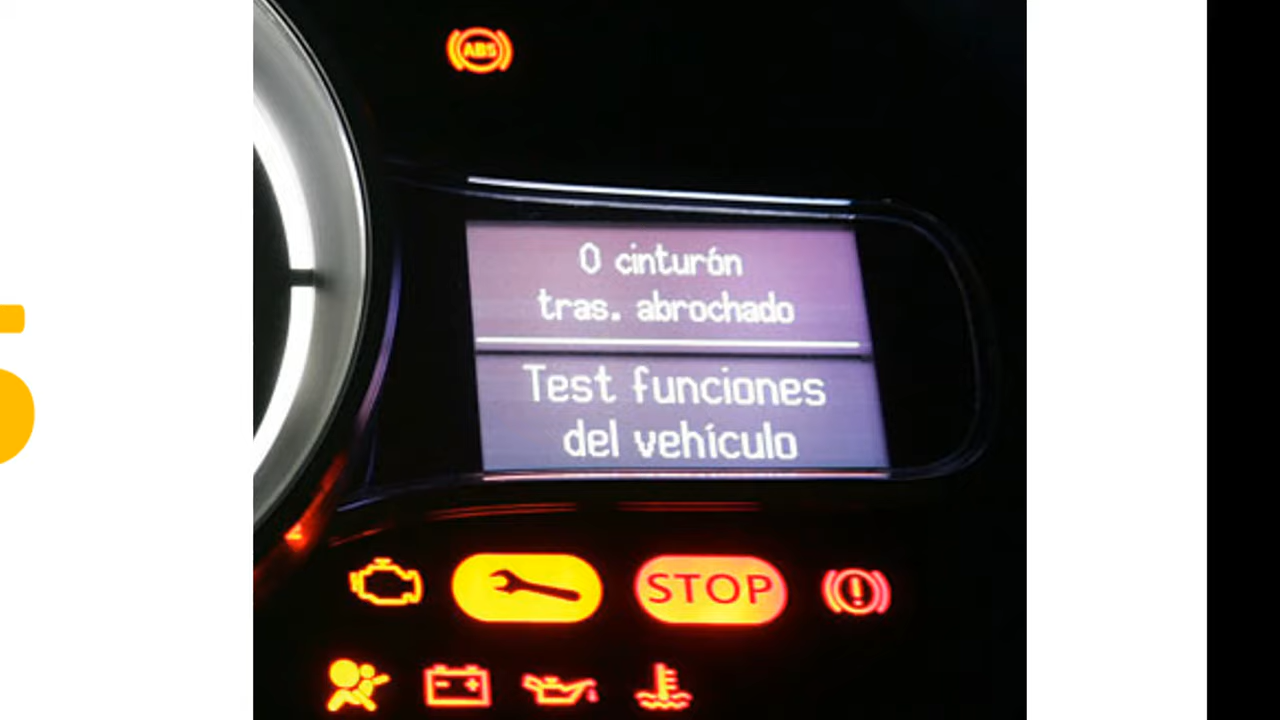 ABS
0 cinturón
tras. abrochado
Test funciones
del vehículo
STOP